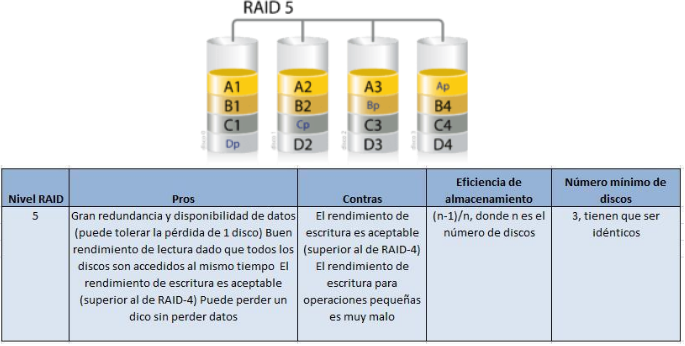 RAID 5
A1 A2 A3 Ap
B1 B2 Bp B4
C1 Cp C3 C4
Dp D2 D3 D4
Nivel RAID Pros Contras Eficiencia de almacenamiento Número mínimo de discos
5
Gran redundancia y disponibilidad de datos
(puede tolerar la pérdida de 1 disco) Buen
rendimiento de lectura dado que todos los
discos son accedidos al mismo tiempo El
rendimiento de escritura es aceptable
(superior al de RAID-4) Puede perder un
dico sin perder datos
El rendimiento de
escritura es aceptable
(superior al de RAID-4)
El rendimiento de
escritura para
operaciones pequeñas
es muy malo
(n-1)/n, donde n es el
número de discos
3, tienen que ser
idénticos